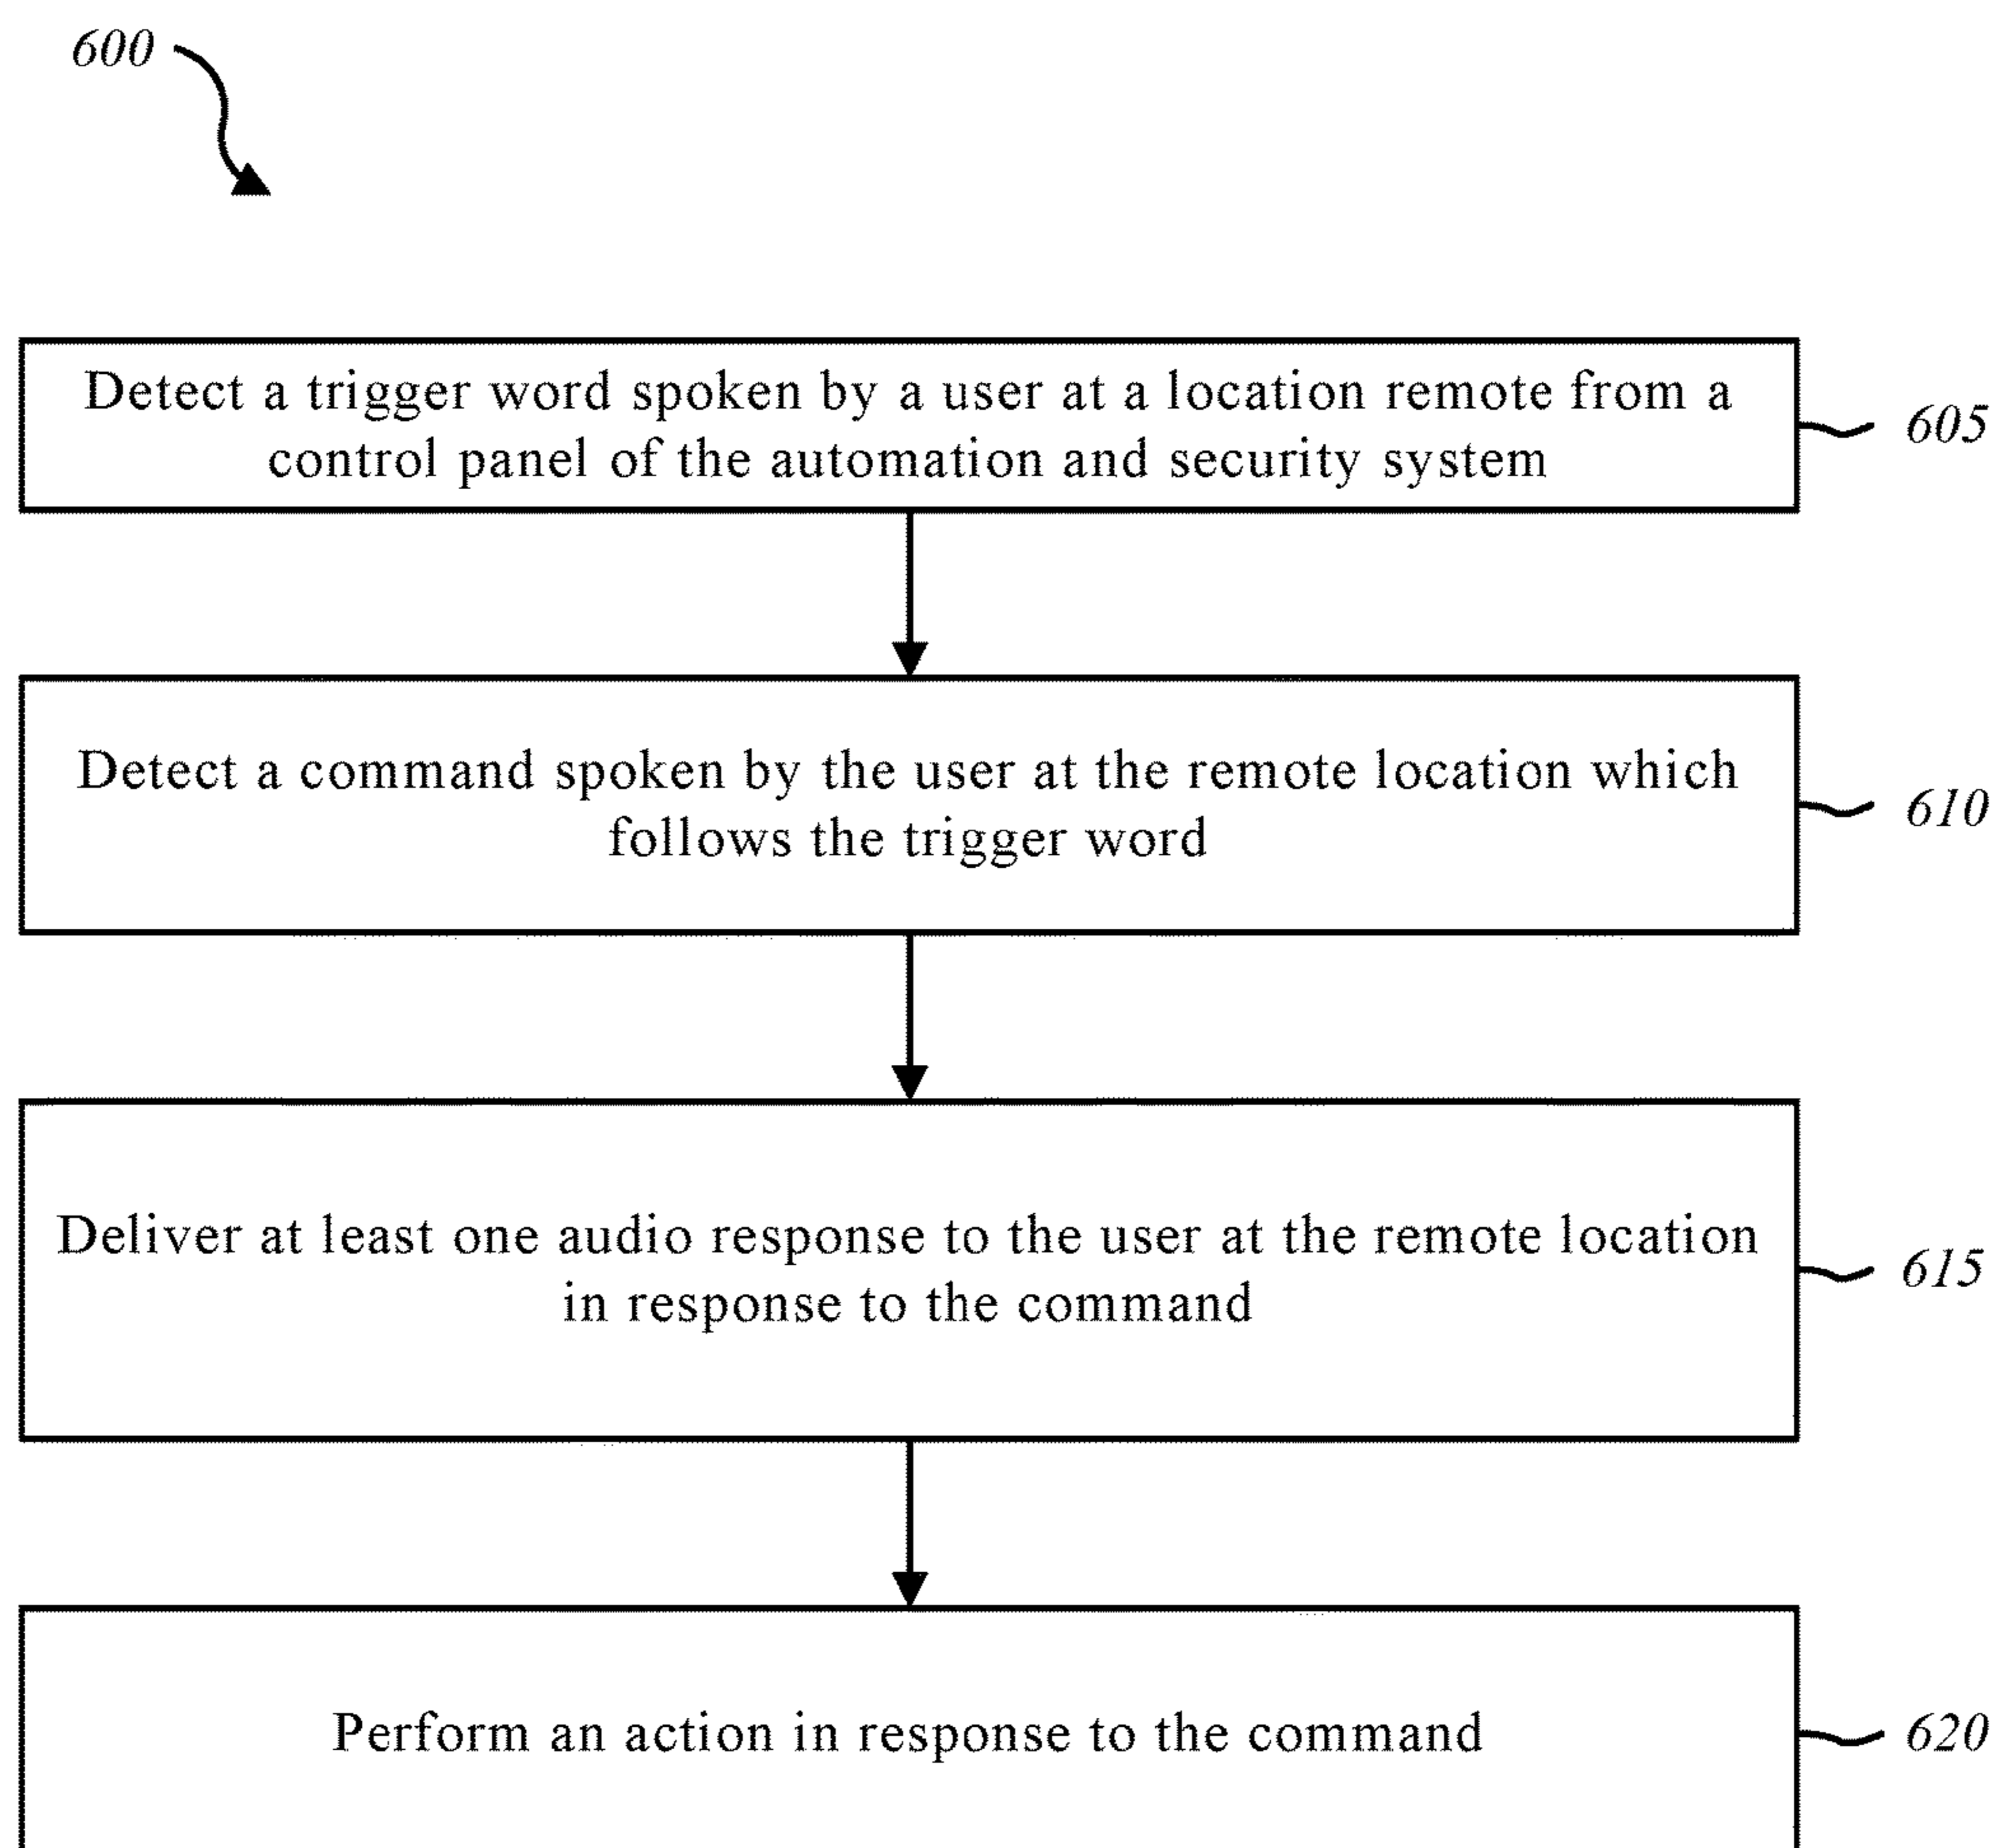 600
Detect a trigger word spoken by a user at a location remote from a
control panel of the automation and security system
605
Detect a command spoken by the user at the remote location which
follows the trigger word
610
Deliver at least one audio response to the user at the remote location
in response to the command
615
Perform an action in response to the command
620